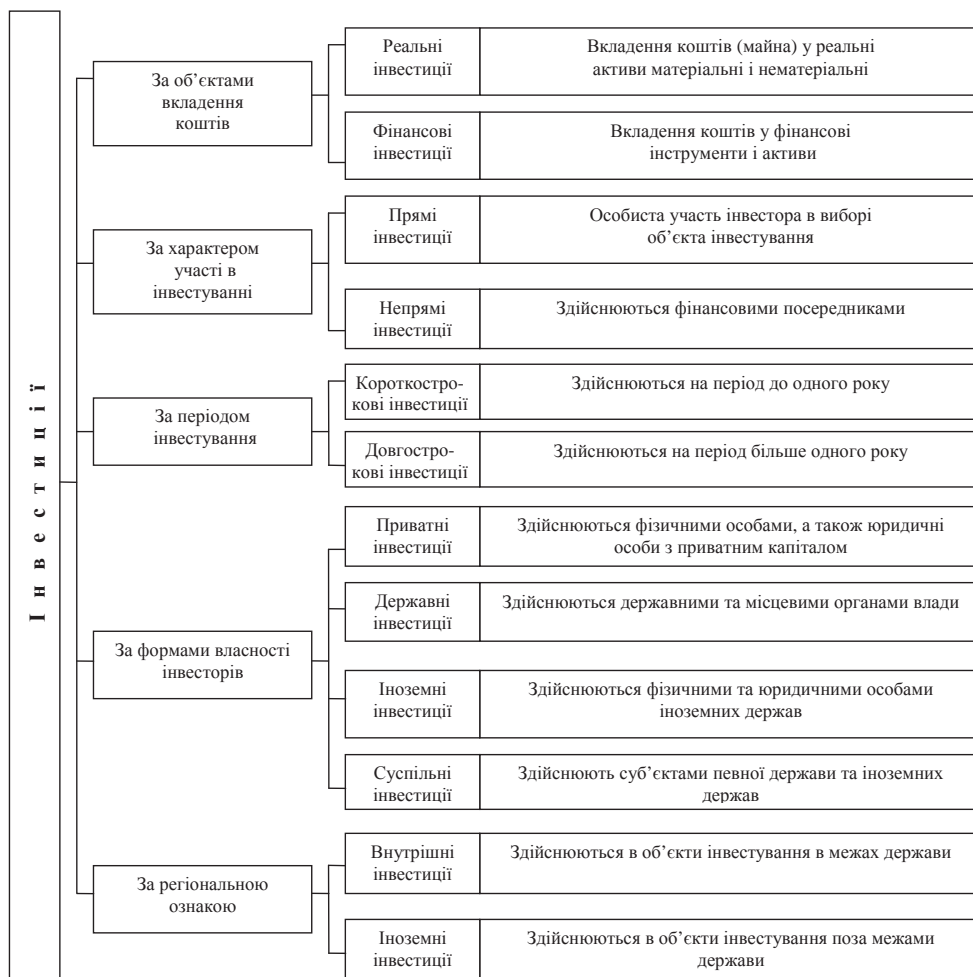 І н в е с т и ц і ї
За об’єктами
вкладення
коштів
Реальні
інвестиції
Вкладення коштів (майна) у реальні
активи матеріальні і нематеріальні
Фінансові
інвестиції
Вкладення коштів у фінансові
інструменти і активи
За характером
участі в
інвестуванні
Прямі
інвестиції
Особиста участь інвестора в виборі
об’єкта інвестування
Непрямі
інвестиції
Здійснюються фінансовими посередниками
За періодом
інвестування
Короткостро-
кові інвестиції
Здійснюються на період до одного року
Довгостро-
кові інвестиції
Здійснюються на період більше одного року
За формами власності
інвесторів
Приватні
інвестиції
Здійснюються фізичними особами, а також юридичні
особи з приватним капіталом
Державні
інвестиції
Здійснюються державними та місцевими органами влади
Іноземні
інвестиції
Здійснюються фізичними та юридичними особами
іноземних держав
Суспільні
інвестиції
Здійснюють суб’єктами певної держави та іноземних
держав
За регіональною
ознакою
Внутрішні
інвестиції
Здійснюються в об’єкти інвестування в межах держави
Іноземні
інвестиції
Здійснюються в об’єкти інвестування поза межами
держави